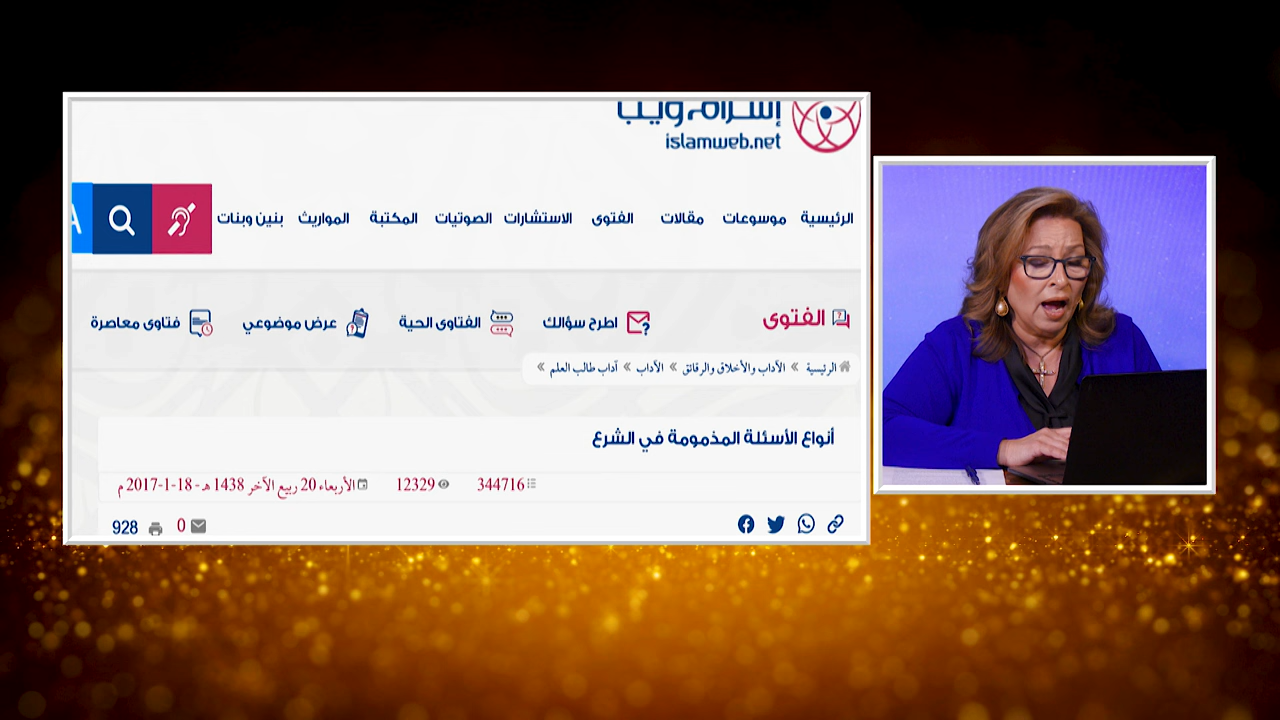 إسلام ويب
islamweb.net
الرئيسية موسوعات مقالات الفتوى الاستشارات الصوتيات المكتبة المواريث بنين وبنات
الفتوى اطرح سؤالك الفتاوى الحية عرض موضوعي فتاوى معاصرة
الرئيسية » الآداب والأخلاق والرقائق » الآداب » آداب طالب العلم »
أنواع الأسئلة المذمومة في الشرع
344716 12329 الأربعاء 20 ربيع الآخر 1438 هـ - 18-1-2017 م
0 928